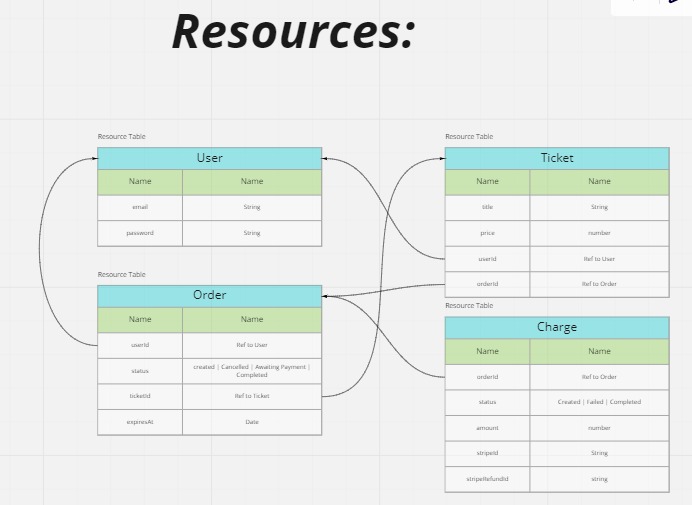 Resources:
Resource Table
User
Name Name
email String
password String
Resource Table
Order
Name Name
userId Ref to User
status created | Cancelled | Awaiting Payment |
Completed
ticketId Ref to Ticket
expiresAt Date
Resource Table
Ticket
Name Name
title String
price number
userId Ref to User
orderId Ref to Order
Resource Table
Charge
Name Name
orderId Ref to Order
status Created | Failed | Completed
amount number
stripeId String
stripeRefundId string